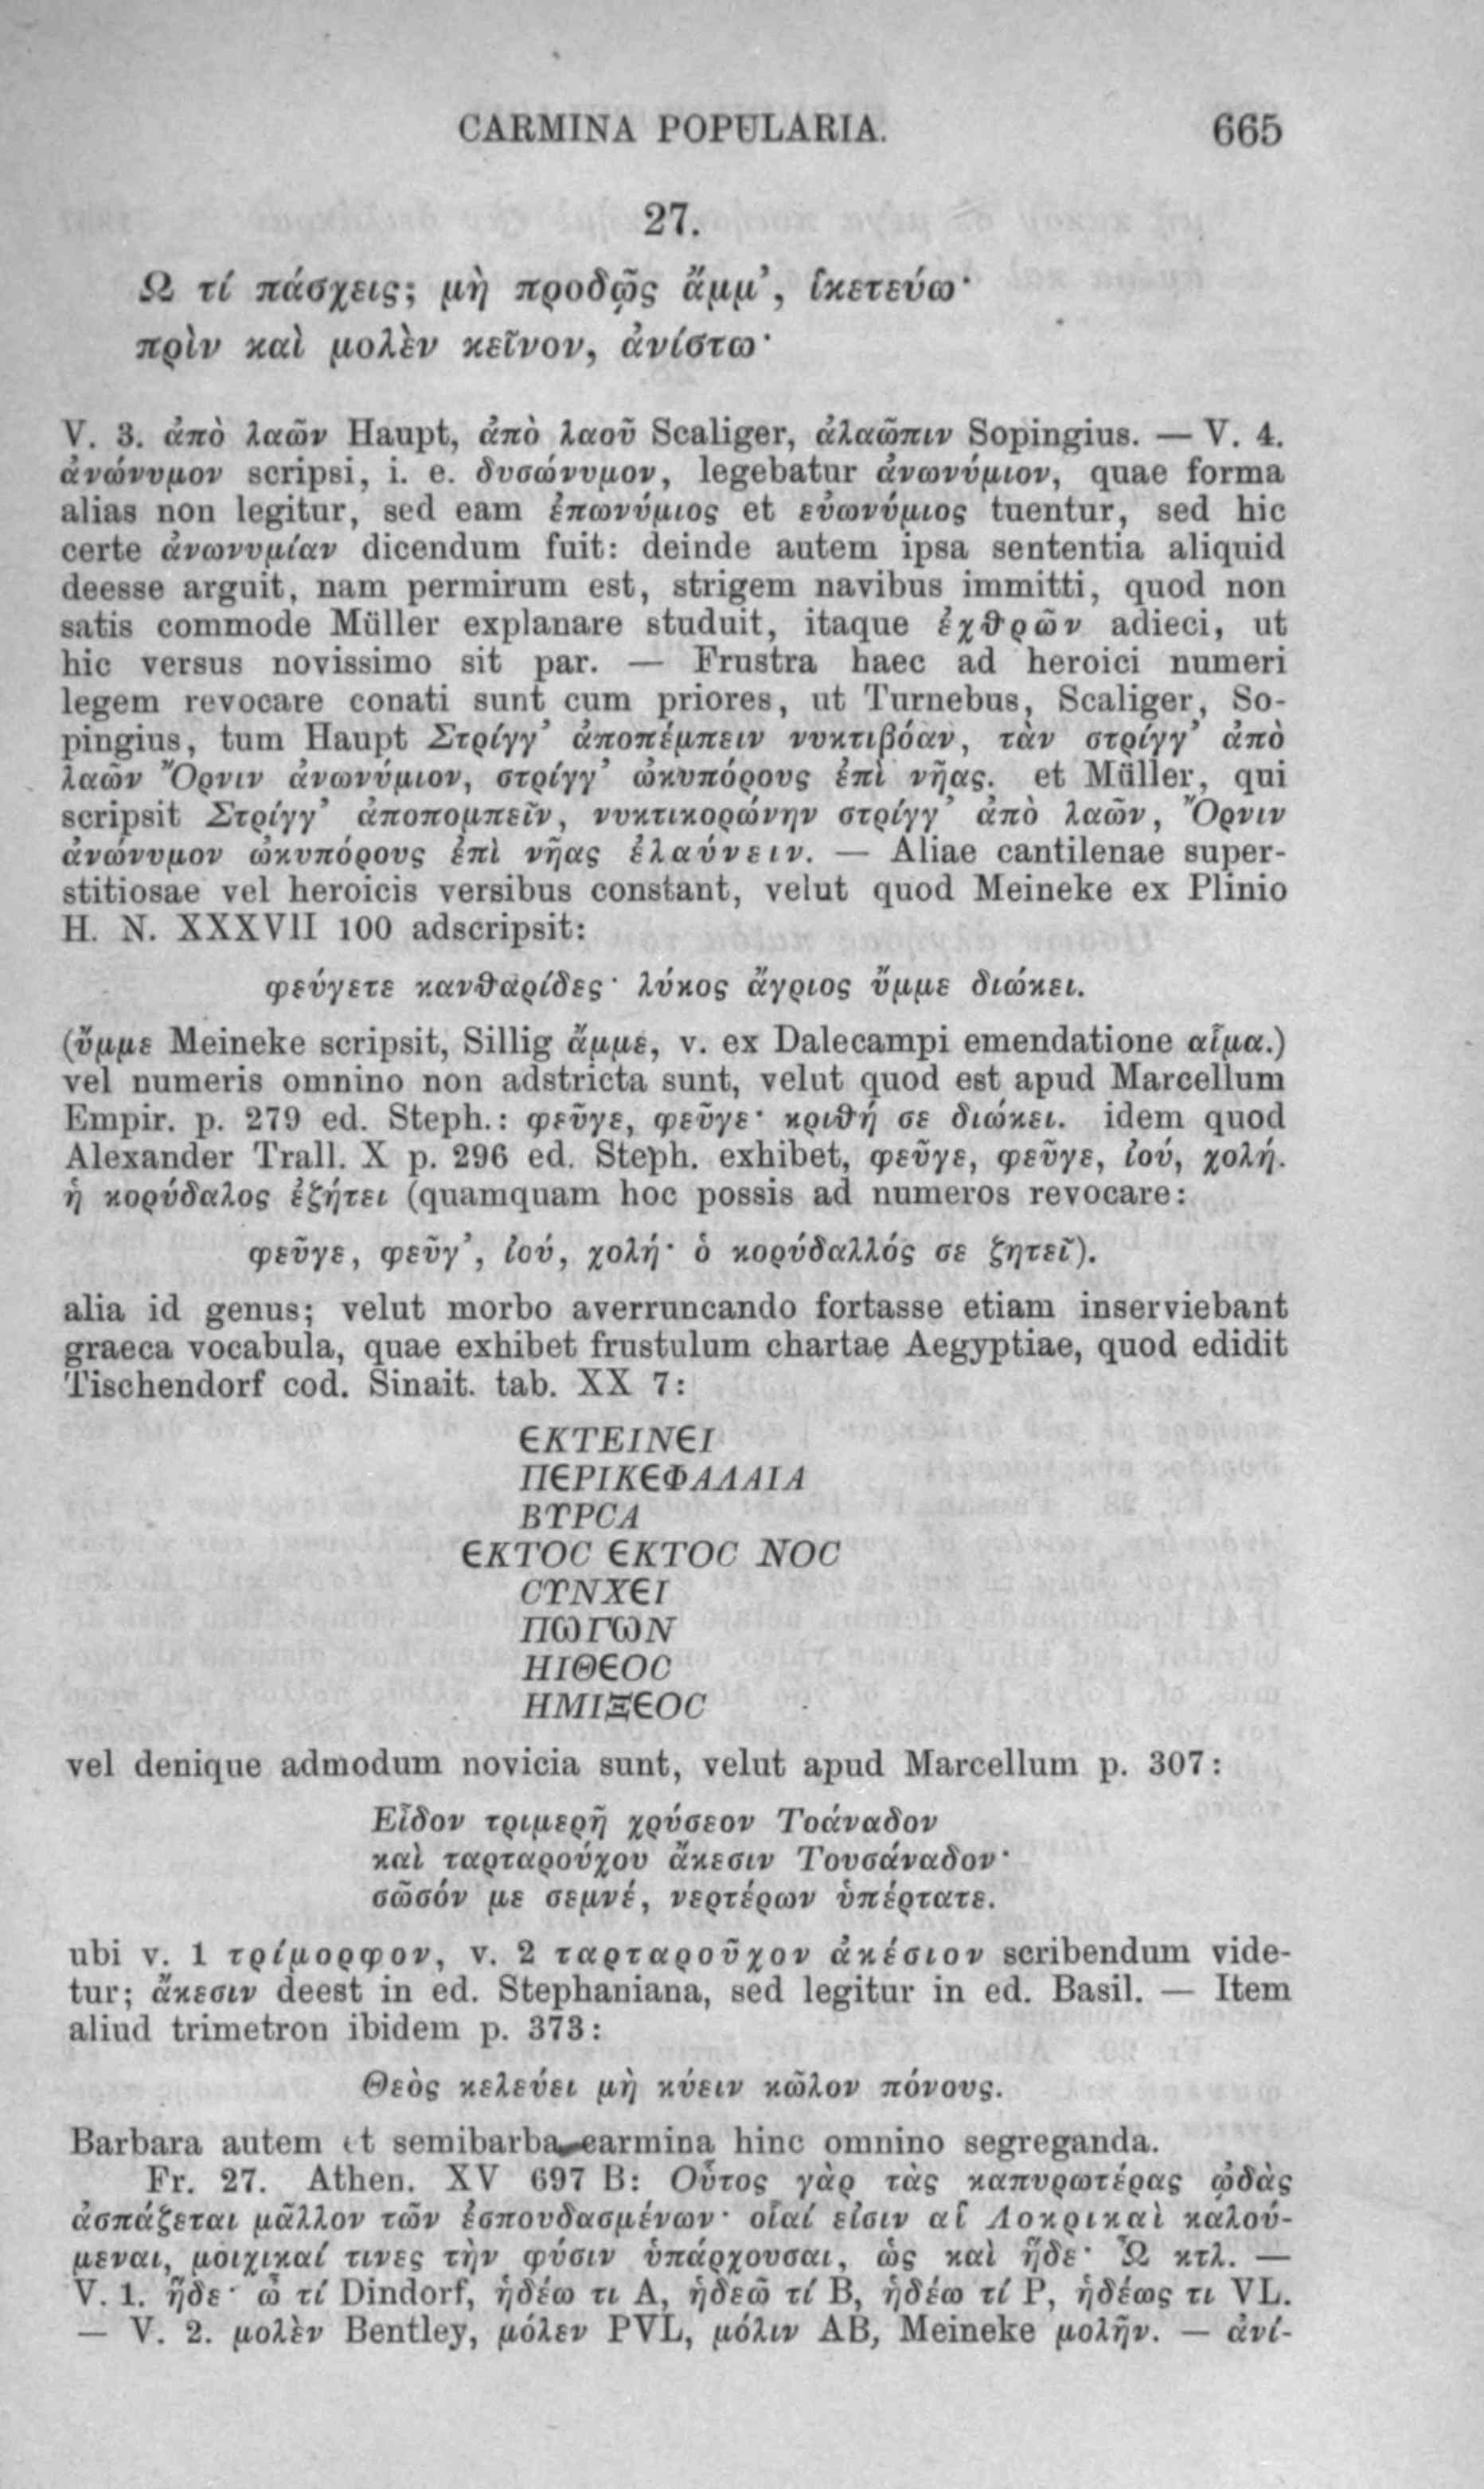 CARMINA POPULARIA. 665
27.
Ω τί πάσχεις; μὴ προδῷς ἄμμ’, ἱκετεύω·
πρὶν καὶ μολὲν κεῖνον, ἀνίστω·
V. 3. ἀπὸ λαῶν Haupt, ἀπὸ λαοῦ Scaliger, ἀλαῶπιν Sopingius. — V. 4.
ἀνώνυμον scripsi, i. e. δυσώνυμον, legebatur ἀνωνύμιον, quae forma
alias non legitur, sed eam ἐπωνύμιος et εὐωνύμιος tuentur, sed hic
certe ἀνωνυμίαν dicendum fuit: deinde autem ipsa sententia aliquid
deesse arguit, nam permirum est, strigem navibus immitti, quod non
satis commode Müller explanare studuit, itaque ἐχθρῶν adieci, ut
hic versus novissimo sit par. — Frustra haec ad heroici numeri
legem revocare conati sunt cum priores, ut Turnebus, Scaliger, So-
pingius, tum Haupt Στρίγγ’ ἀποπέμπειν νυκτιβόαν, τὰν στρίγγ’ ἀπὸ
λαῶν Ὄρνιν ἀνωνύμιον, στρίγγ’ ὠκυπόρους ἐπὶ νῆας. et Müller, qui
scripsit Στρίγγ’ ἀποπομπεῖν, νυκτικορώνην στρίγγ’ ἀπὸ λαῶν, Ὄρνιν
ἀνώνυμον ὠκυπόρους ἐπὶ νῆας ἐλαύνειν. — Aliae cantilenae super-
stitiosae vel heroicis versibus constant, velut quod Meineke ex Plinio
H. N. XXXVII 100 adscripsit:
φεύγετε κανθαρίδες· λύκος ἄγριος ὔμμε διώκει.
(ὔμμε Meineke scripsit, Sillig ἄμμε, v. ex Dalecampi emendatione αἷμα.)
vel numeris omnino non adstricta sunt, velut quod est apud Marcellum
Empir. p. 279 ed. Steph.: φεῦγε, φεῦγε· κριθή σε διώκει. idem quod
Alexander Trall. X p. 296 ed. Steph. exhibet, φεῦγε, φεῦγε, ἰού, χολή.
ἡ κορύδαλος ἐζήτει (quamquam hoc possis ad numeros revocare:
φεῦγε, φεῦγ’, ἰού, χολή· ὁ κορύδαλλός σε ζητεῖ).
alia id genus; velut morbo averruncando fortasse etiam inserviebant
graeca vocabula, quae exhibet frustulum chartae Aegyptiae, quod edidit
Tischendorf cod. Sinait. tab. XX 7:
ЄΚΤΕΙΝЄΙ
ΠЄΡΙΚЄΦΑΛΑΙΑ
ΒΥΡCΑ
ЄΚΤΟC ЄΚΤΟC ΝΟC
CΥΝΧЄΙ
ΠωΓωΝ
ΗΙΘЄΟC
ΗΜΙΞЄΟC
vel denique admodum novicia sunt, velut apud Marcellum p. 307:
Εἶδον τριμερῆ χρύσεον Τοάναδον
καὶ ταρταρούχου ἄκεσιν Τουσάναδον·
σῶσόν με σεμνέ, νερτέρων ὑπέρτατε.
ubi v. 1 τρίμορφον, v. 2 ταρταροῦχον ἀκέσιον scribendum vide-
tur; ἄκεσιν deest in ed. Stephaniana, sed legitur in ed. Basil. — Item
aliud trimetron ibidem p. 373:
Θεὸς κελεύει μὴ κύειν κῶλον πόνους.
Barbara autem et semibarba carmina hinc omnino segreganda.
Fr. 27. Athen. XV 697 B: Οὗτος γὰρ τὰς καπυρωτέρας ᾠδὰς
ἀσπάζεται μᾶλλον τῶν ἐσπουδασμένων· οἷαί εἰσιν αἱ Λοκρικαὶ καλού-
μεναι, μοιχικαί τινες τὴν φύσιν ὑπάρχουσαι, ὡς καὶ ἥδε· Ὢ κτλ. —
V. 1. ἥδε· ὦ τί Dindorf, ἡδέω τι A, ἡδεῶ τί B, ἡδέω τί P, ἡδέως τι VL.
— V. 2. μολὲν Bentley, μόλεν PVL, μόλιν AB, Meineke μολῆν. — ἀνί-